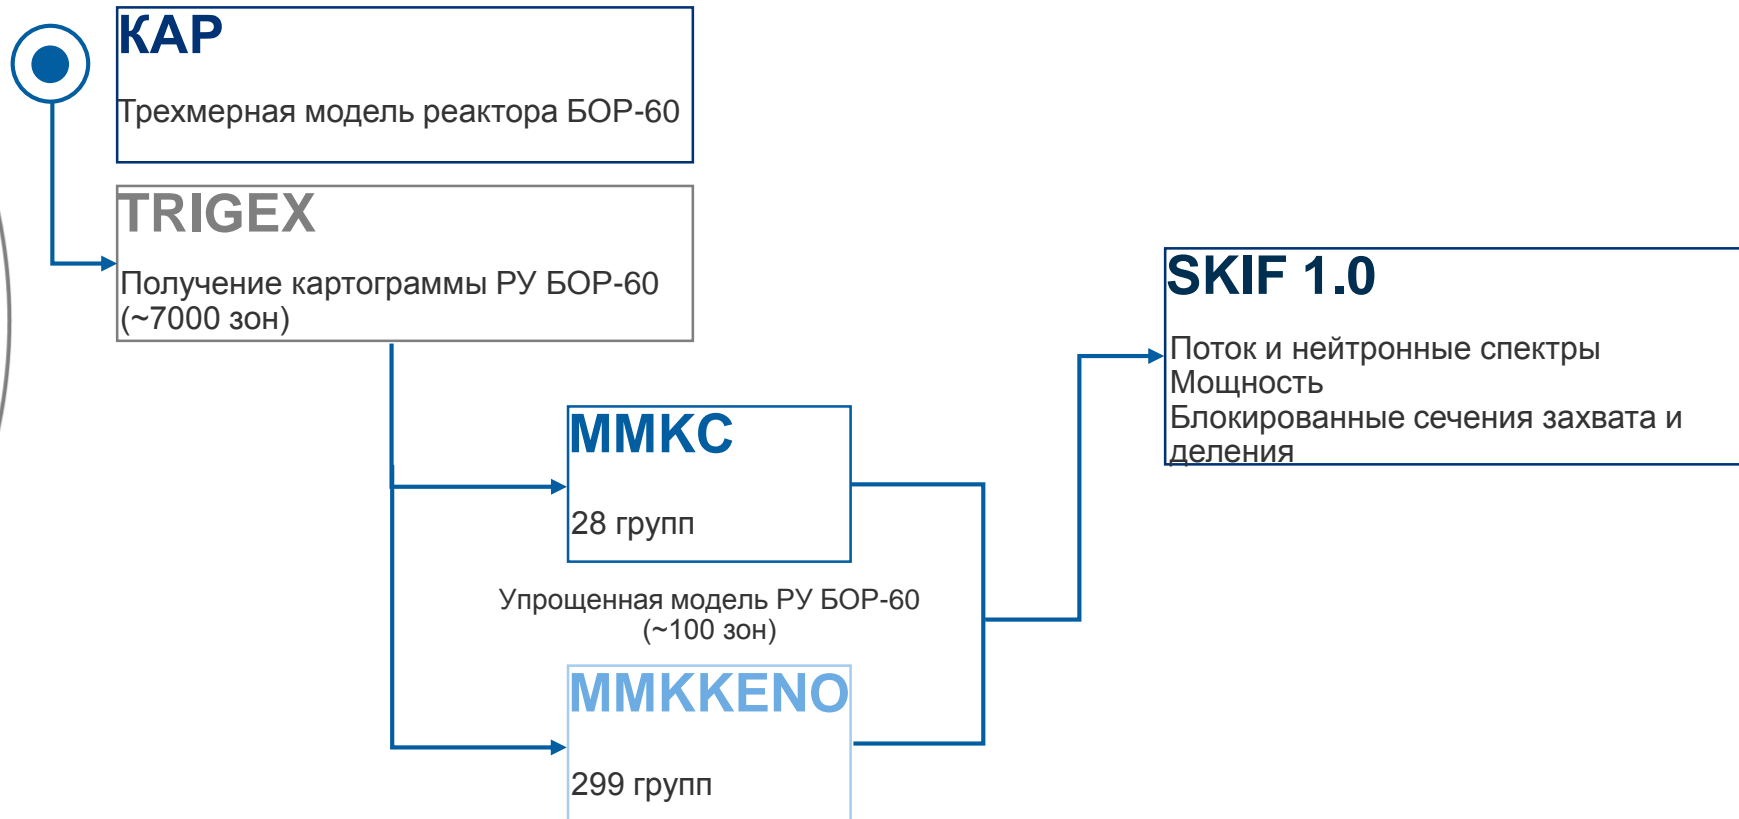 КАР
Трехмерная модель реактора БОР-60
TRIGEX
Получение картограммы РУ БОР-60
(~7000 зон)
ММКС
28 групп
Упрощенная модель РУ БОР-60
(~100 зон)
MMKKENO
299 групп
SKIF 1.0
Поток и нейтронные спектры
Мощность
Блокированные сечения захвата и
деления